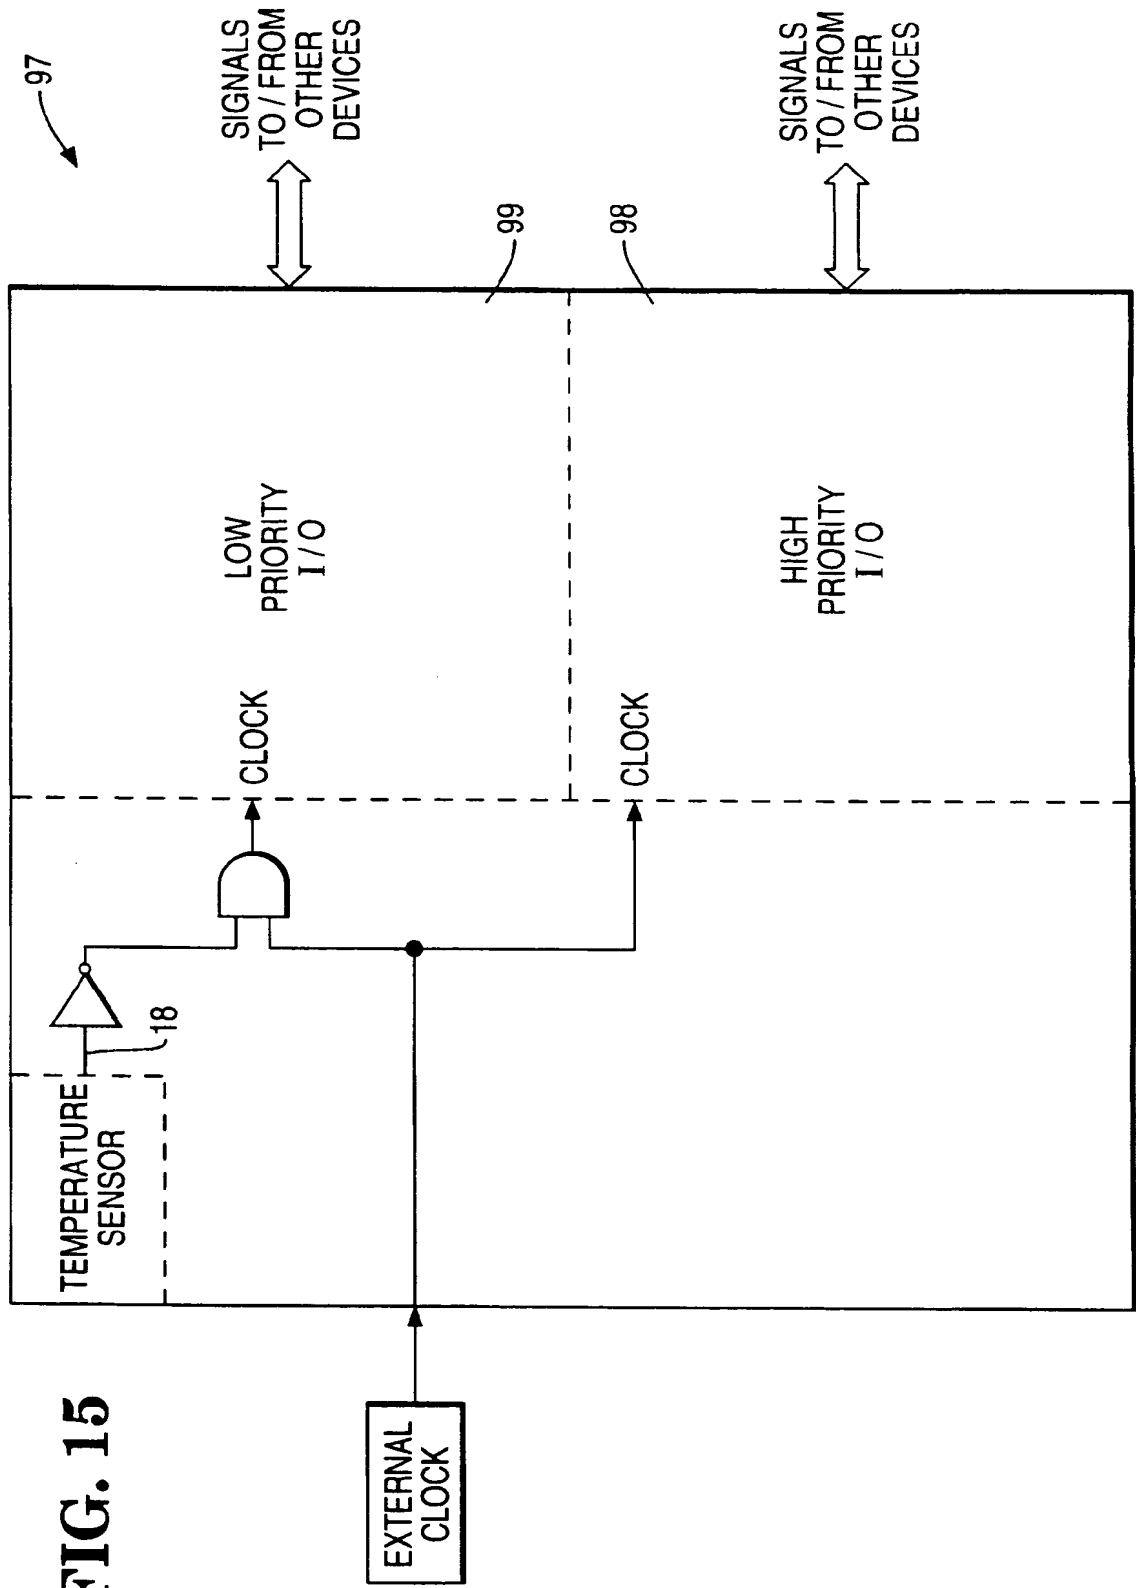 FIG. 15
97
TEMPERATURE
SENSOR
18
EXTERNAL
CLOCK
CLOCK
LOW
PRIORITY
I/O
99
SIGNALS
TO/FROM
OTHER
DEVICES
CLOCK
HIGH
PRIORITY
I/O
98
SIGNALS
TO/FROM
OTHER
DEVICES